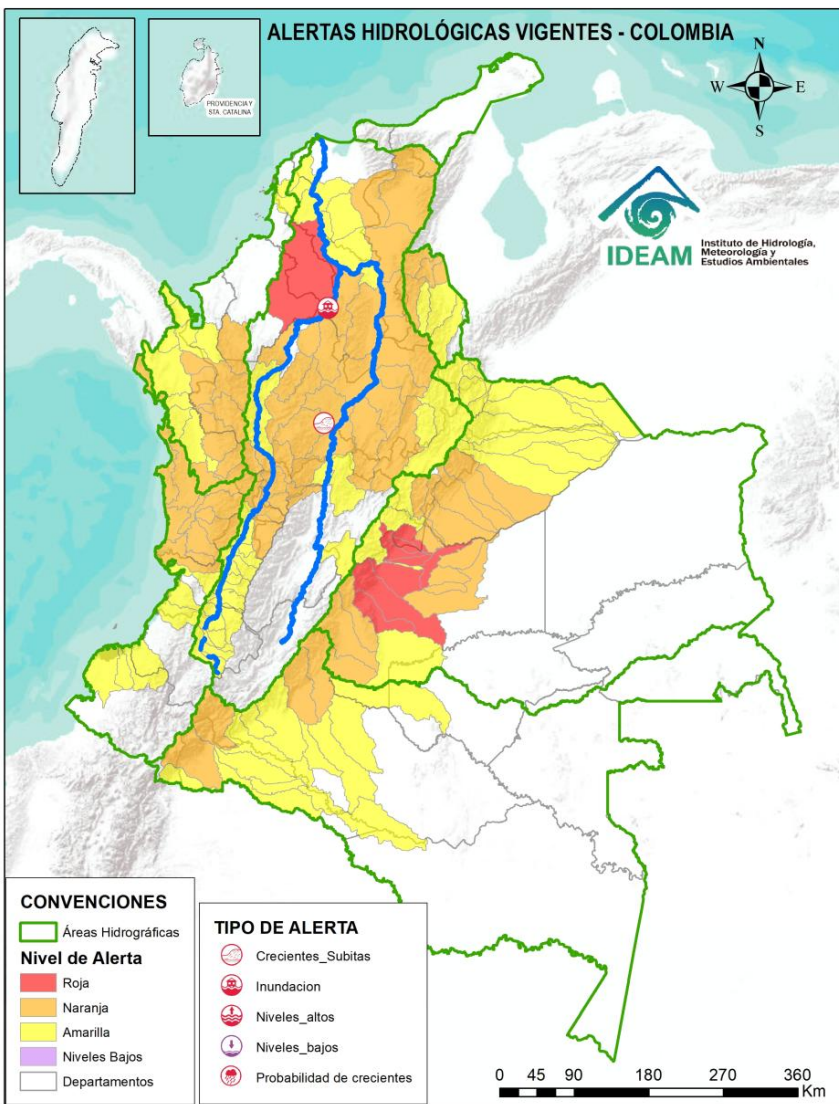 ALERTAS HIDROLÓGICAS VIGENTES - COLOMBIA
PROVIDENCIA Y
STA. CATALINA
N
W
E
S
IDEAM
Instituto de Hidrología,
Meteorología y
Estudios Ambientales
CONVENCIONES
Áreas Hidrográficas
Nivel de Alerta
Roja
Naranja
Amarilla
Niveles Bajos
Departamentos
TIPO DE ALERTA
Crecientes_Subitas
Inundacion
Niveles_altos
Niveles_bajos
Probabilidad de crecientes
0 45 90 180 270 360
Km